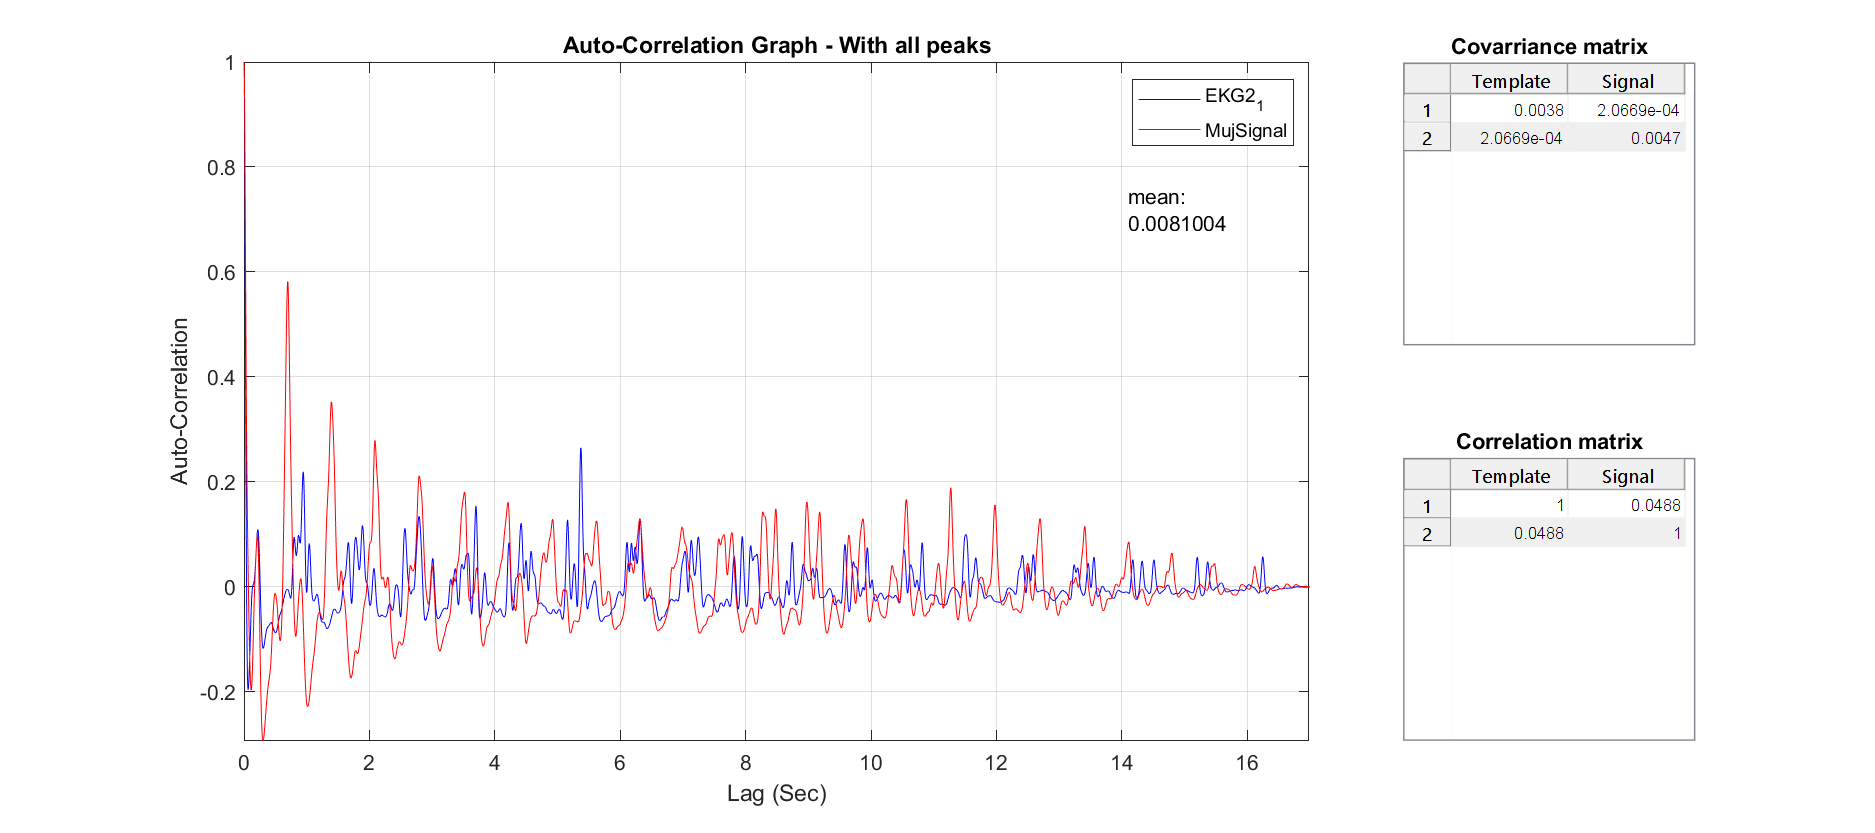 Auto-Correlation Graph - With all peaks
1
0.8
0.6
0.4
0.2
0
-0.2
Auto-Correlation
0 2 4 6 8 10 12 14 16
Lag (Sec)
EKG2₁
MujSignal
mean:
0.0081004
Covarriance matrix
Template Signal
1 0.0038 2.0669e-04
2 2.0669e-04 0.0047
Correlation matrix
Template Signal
1 1 0.0488
2 0.0488 1